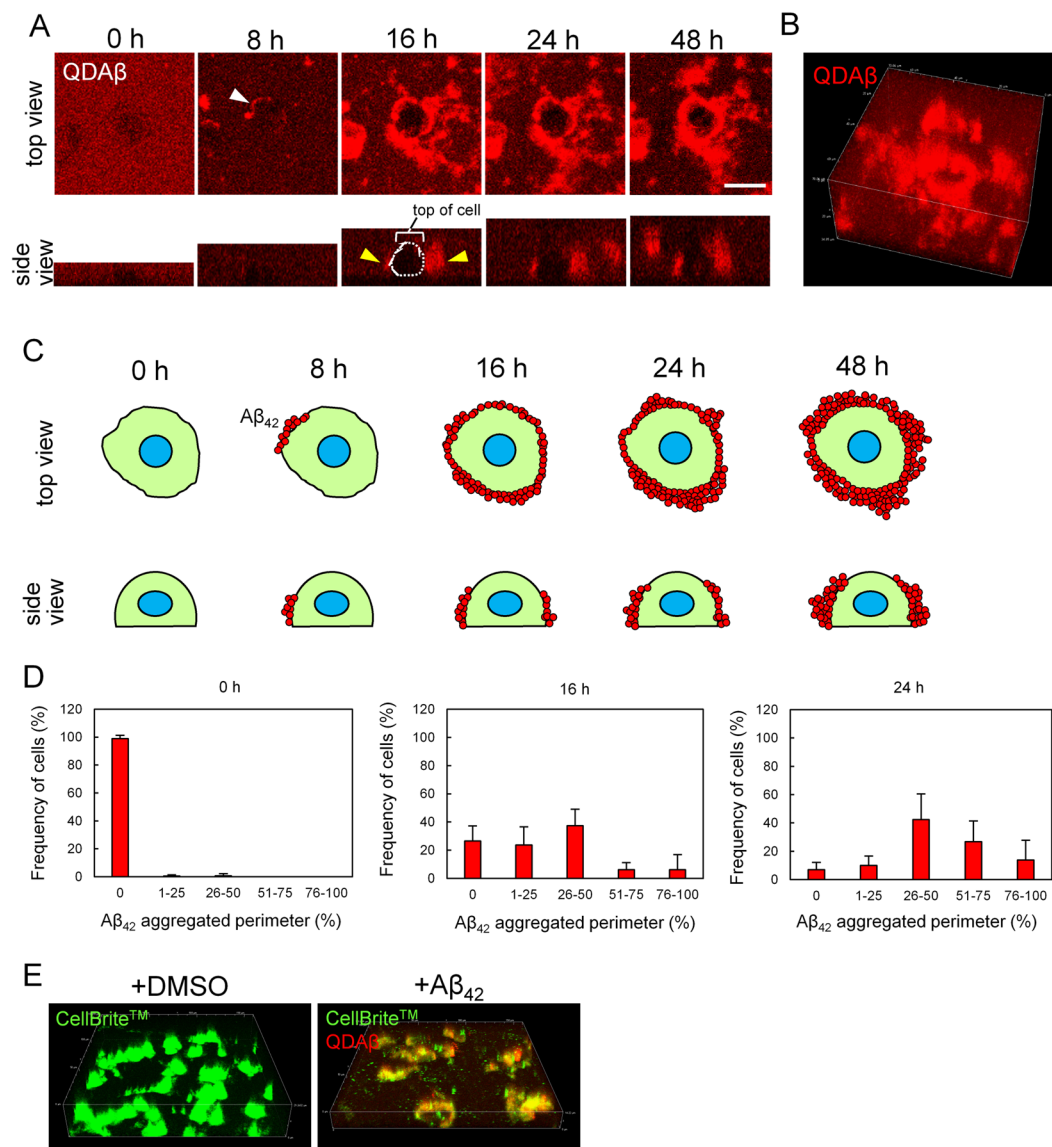 A
0 h 8 h 16 h 24 h 48 h
QDAβ
top view
top of cell
side view
B
QDAβ
C
0 h 8 h 16 h 24 h 48 h
Aβ42
top view
side view
D
0 h
Frequency of cells (%)
120
100
80
60
40
20
0
0 1-25 26-50 51-75 76-100
Aβ42 aggregated perimeter (%)
16 h
Frequency of cells (%)
120
100
80
60
40
20
0
0 1-25 26-50 51-75 76-100
Aβ42 aggregated perimeter (%)
24 h
Frequency of cells (%)
120
100
80
60
40
20
0
0 1-25 26-50 51-75 76-100
Aβ42 aggregated perimeter (%)
E
+DMSO
CellBrite™
+Aβ42
CellBrite™
QDAβ